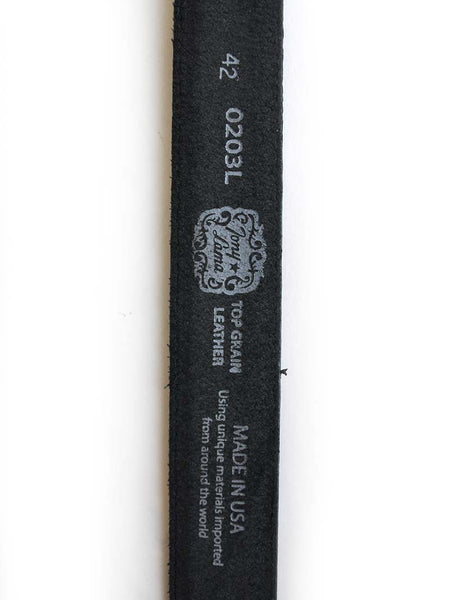 42 0203L
Tony
Lama
TOP GRAIN
LEATHER
MADE IN USA
Using unique materials imported
from around the world